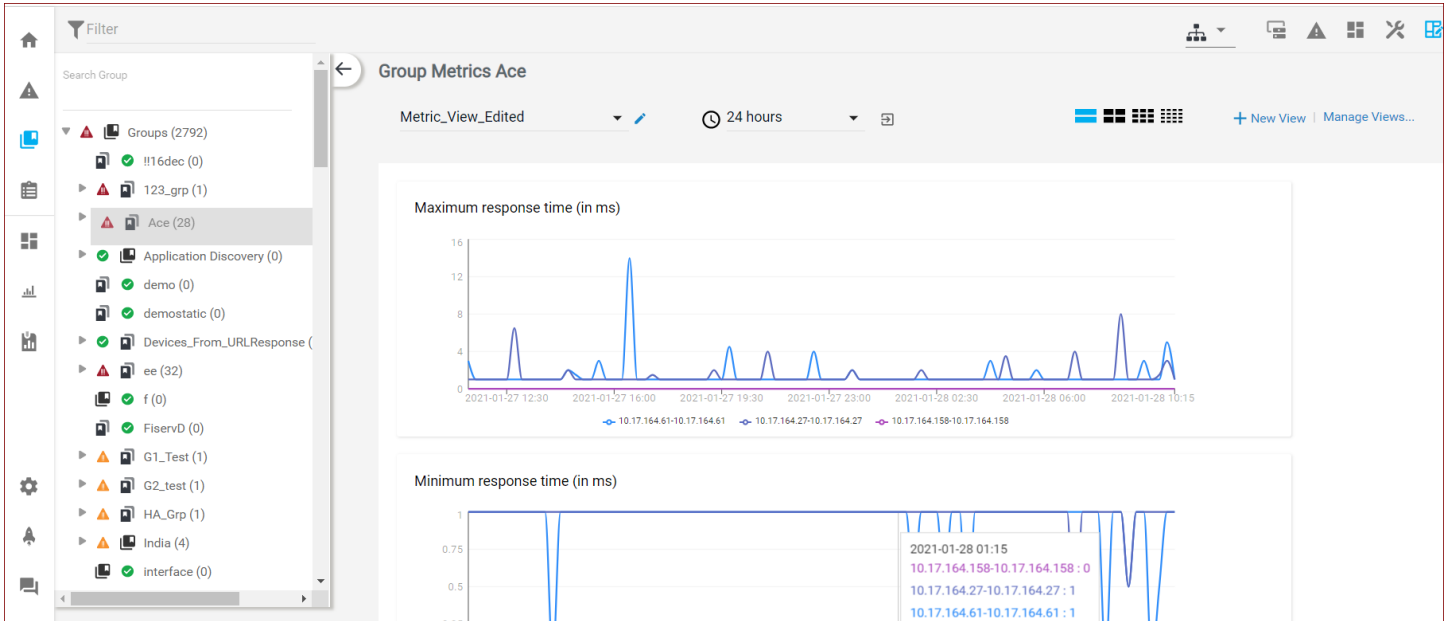 Filter
Search Group
Groups (2792)
!!16dec (0)
123_grp (1)
Ace (28)
Application Discovery (0)
demo (0)
demostatic (0)
Devices_From_URLResponse (
ee (32)
f (0)
FiservD (0)
G1_Test (1)
G2_test (1)
HA_Grp (1)
India (4)
interface (0)
Group Metrics Ace
Metric_View_Edited
24 hours
New View | Manage Views...
Maximum response time (in ms)
16
12
8
4
0
2021-01-27 12:30 2021-01-27 16:00 2021-01-27 19:30 2021-01-27 23:00 2021-01-28 02:30 2021-01-28 06:00 2021-01-28 10:15
10.17.164.61-10.17.164.61 10.17.164.27-10.17.164.27 10.17.164.158-10.17.164.158
Minimum response time (in ms)
1
0.75
0.5
2021-01-28 01:15
10.17.164.158-10.17.164.158 : 0
10.17.164.27-10.17.164.27 : 1
10.17.164.61-10.17.164.61 : 1